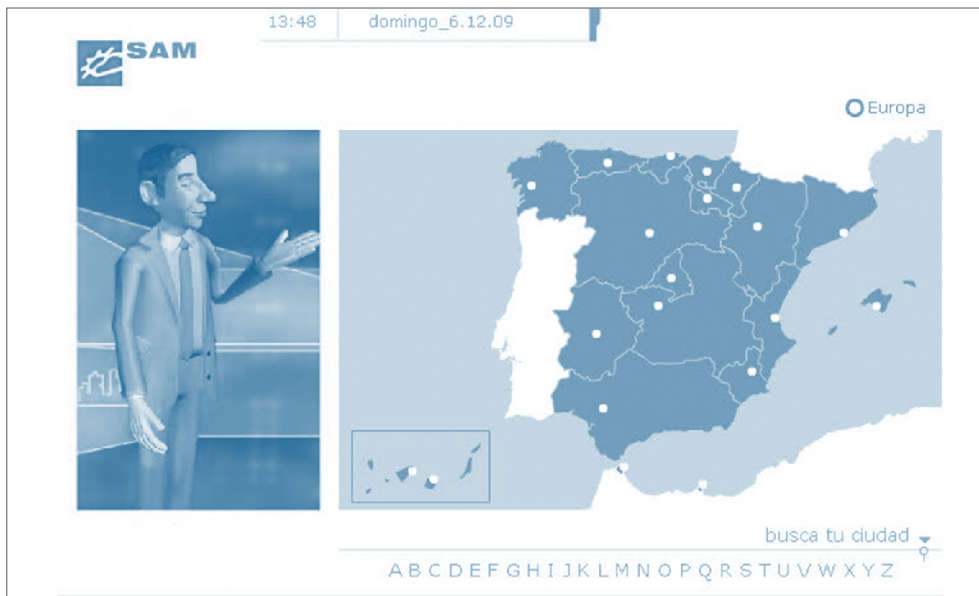 13:48 domingo_6.12.09
SAM
Europa
busca tu ciudad
A B C D E F G H I J K L M N O P Q R S T U V W X Y Z